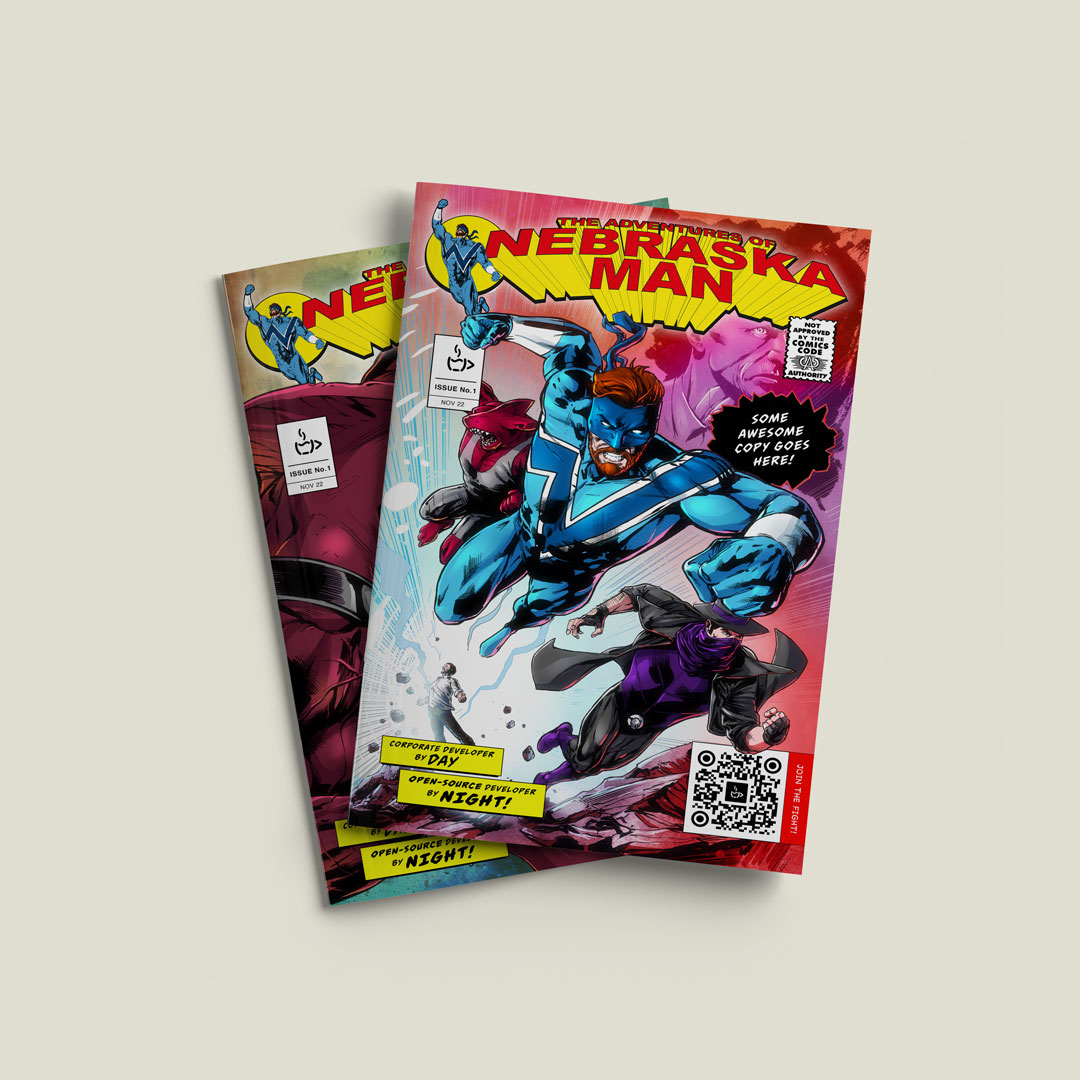 THE ADVENTURES OF
NEBRASKA
MAN
ISSUE No.1
NOV 22
NOT
APPROVED
BY THE
COMICS
CODE
AUTHORITY
SOME
AWESOME
COPY GOES
HERE!
CORPORATE DEVELOPER
BY DAY
OPEN-SOURCE DEVELOPER
BY NIGHT!
JOIN THE FIGHT!
THE
ISSUE No.1
NOV 22
OPEN-SOURCE
BY NIGHT!